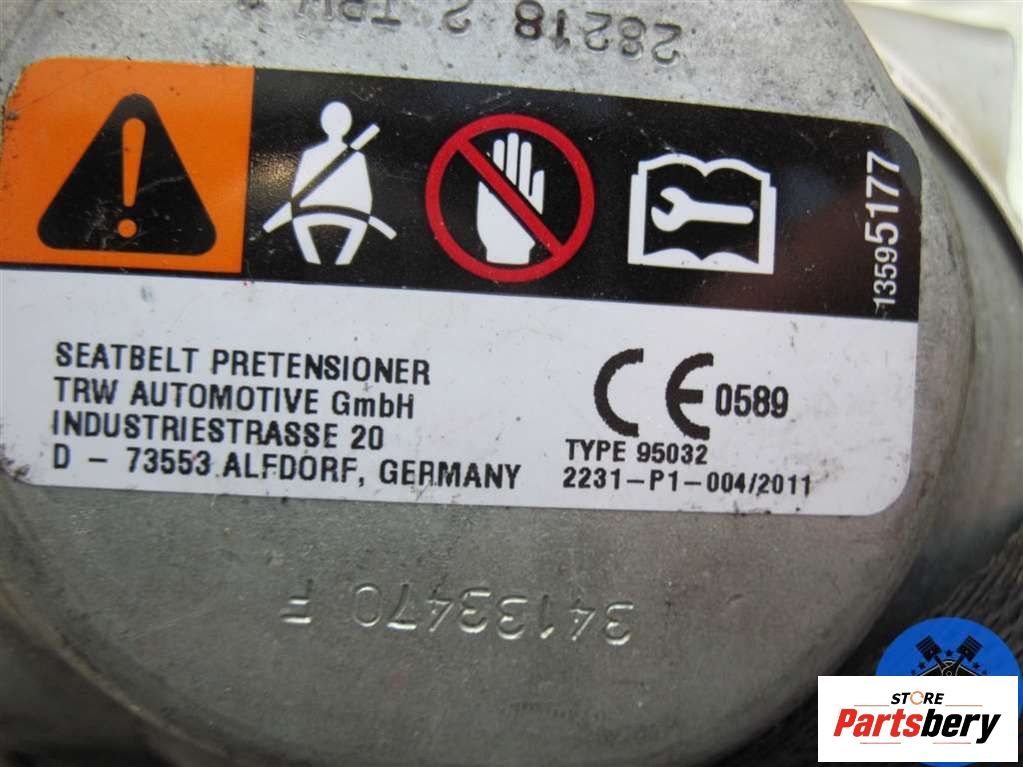 28218 2 TRW
13595177
SEATBELT PRETENSIONER
TRW AUTOMOTIVE GmbH
INDUSTRIESTRASSE 20
D - 73553 ALFDORF, GERMANY
CE 0589
TYPE 95032
2231-P1-004/2011
34133470 F
STORE
Partsbery